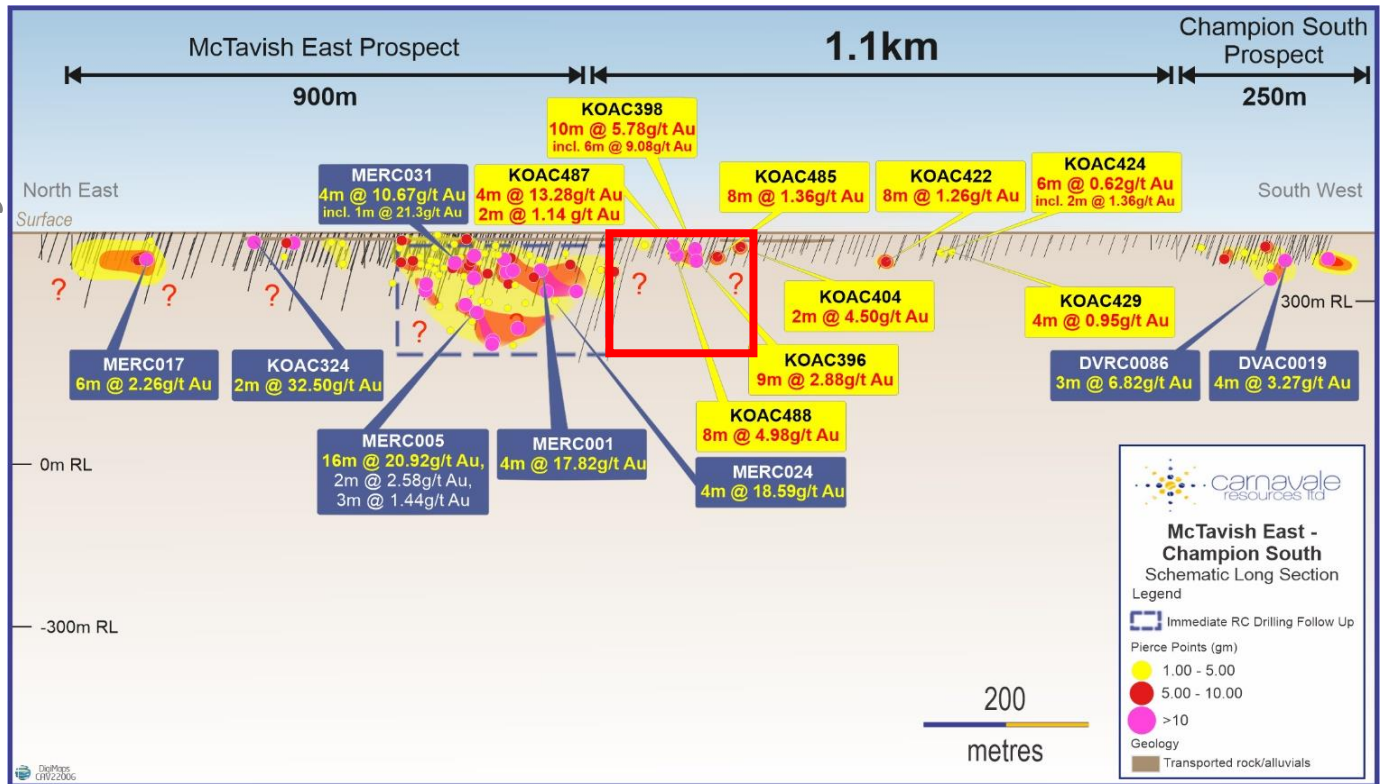 McTavish East Prospect
900m
1.1km
Champion South
Prospect
250m
KOAC398
10m @ 5.78g/t Au
incl. 6m @ 9.08g/t Au
MERC031
4m @ 10.67g/t Au
incl. 1m @ 21.3g/t Au
KOAC487
4m @ 13.28g/t Au
2m @ 1.14 g/t Au
KOAC485
8m @ 1.36g/t Au
KOAC422
8m @ 1.26g/t Au
KOAC424
6m @ 0.62g/t Au
incl. 2m @ 1.36g/t Au
North East
South West
Surface
?
?
?
?
?
?
300m RL
KOAC404
2m @ 4.50g/t Au
KOAC429
4m @ 0.95g/t Au
MERC017
6m @ 2.26g/t Au
KOAC324
2m @ 32.50g/t Au
KOAC396
9m @ 2.88g/t Au
DVRC0086
3m @ 6.82g/t Au
DVAC0019
4m @ 3.27g/t Au
KOAC488
8m @ 4.98g/t Au
MERC005
16m @ 20.92g/t Au,
2m @ 2.58g/t Au,
3m @ 1.44g/t Au
MERC001
4m @ 17.82g/t Au
MERC024
4m @ 18.59g/t Au
0m RL
-300m RL
200
metres
carnavale
resources ltd
McTavish East -
Champion South
Schematic Long Section
Legend
Immediate RC Drilling Follow Up
Pierce Points (gm)
1.00 - 5.00
5.00 - 10.00
>10
Geology
Transported rock/alluvials
DigiMaps
CAV22006